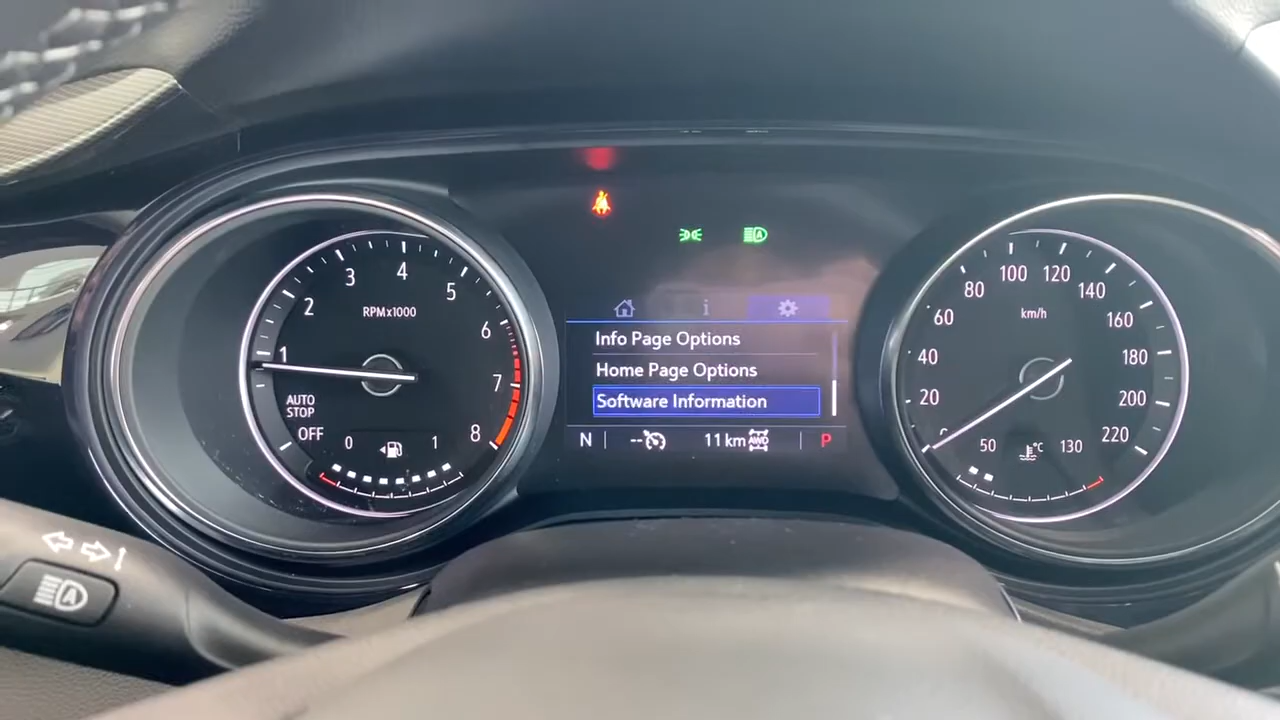 1
2
3
4
5
6
7
8
RPMx1000
AUTO
STOP
OFF
0
1
i
Info Page Options
Home Page Options
Software Information
N
--
11 km
AWD
P
20
40
60
80
100
120
140
160
180
200
220
km/h
50
°C
130
A
A